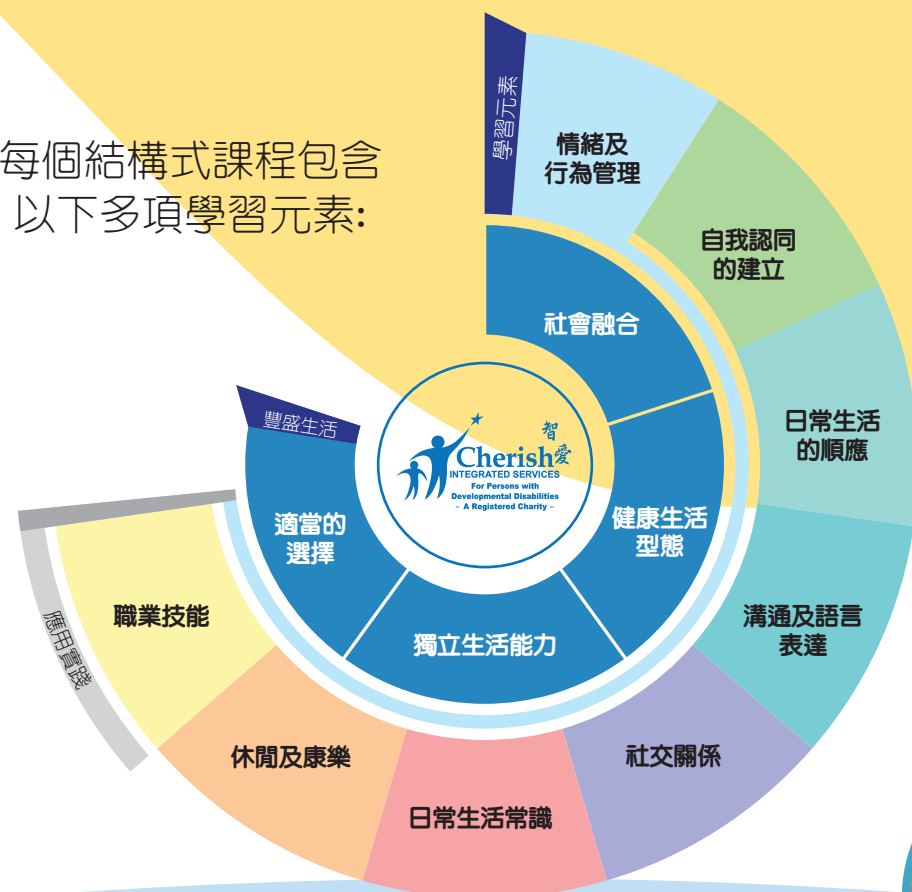 每個結構式課程包含
以下多項學習元素:
學習元素
情緒及
行為管理
自我認同
的建立
日常生活
的順應
溝通及語言
表達
社交關係
日常生活常識
休閒及康樂
職業技能
應用實踐
豐盛生活
社會融合
健康生活
型態
獨立生活能力
適當的
選擇
智愛
Cherish
INTEGRATED SERVICES
For Persons with
Developmental Disabilities
– A Registered Charity –